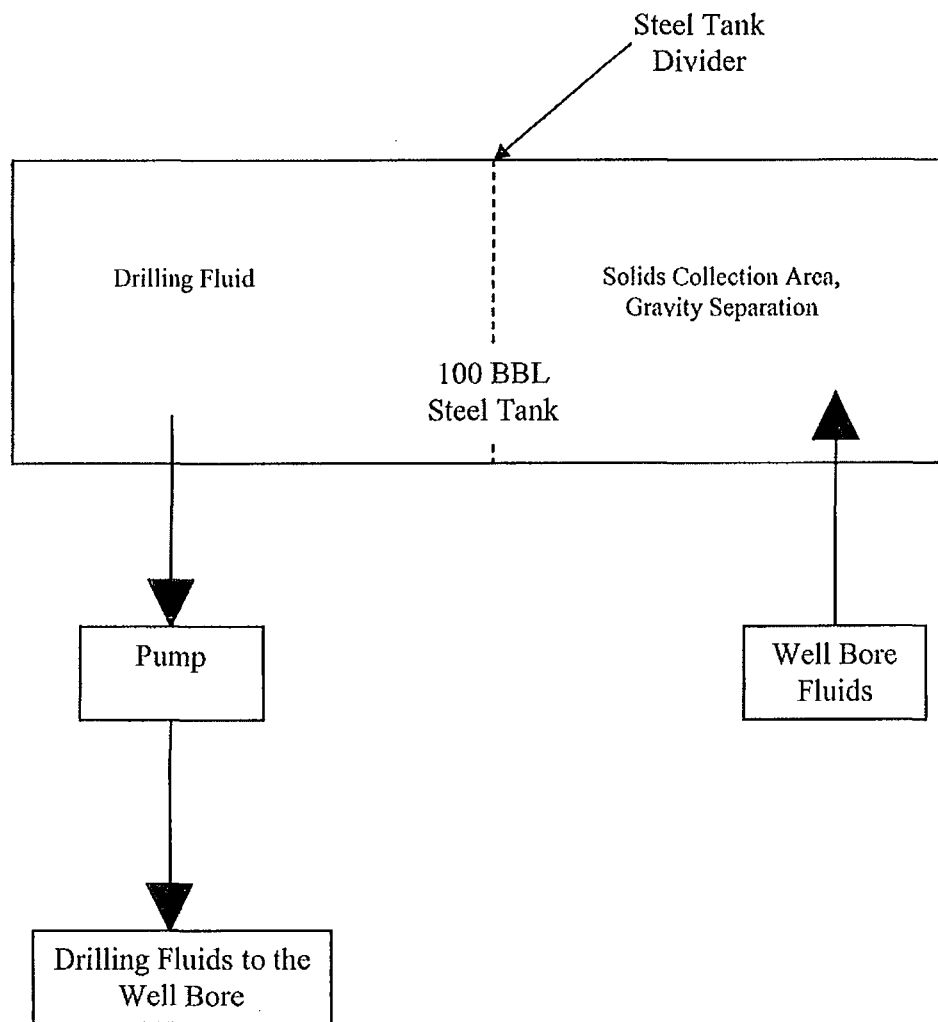 Steel Tank
Divider
Drilling Fluid
Solids Collection Area,
Gravity Separation
100 BBL
Steel Tank
Pump
Well Bore
Fluids
Drilling Fluids to the
Well Bore